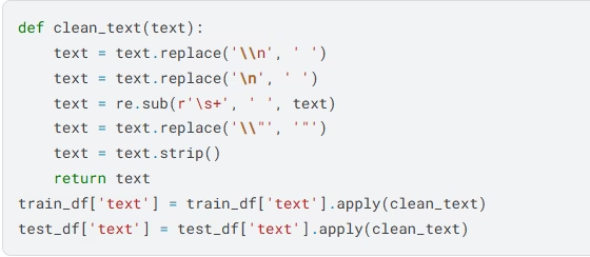 def clean_text(text):
    text = text.replace('\\n', ' ')
    text = text.replace('\n', ' ')
    text = re.sub(r'\s+', ' ', text)
    text = text.replace('\\"', '"')
    text = text.strip()
    return text
train_df['text'] = train_df['text'].apply(clean_text)
test_df['text'] = test_df['text'].apply(clean_text)